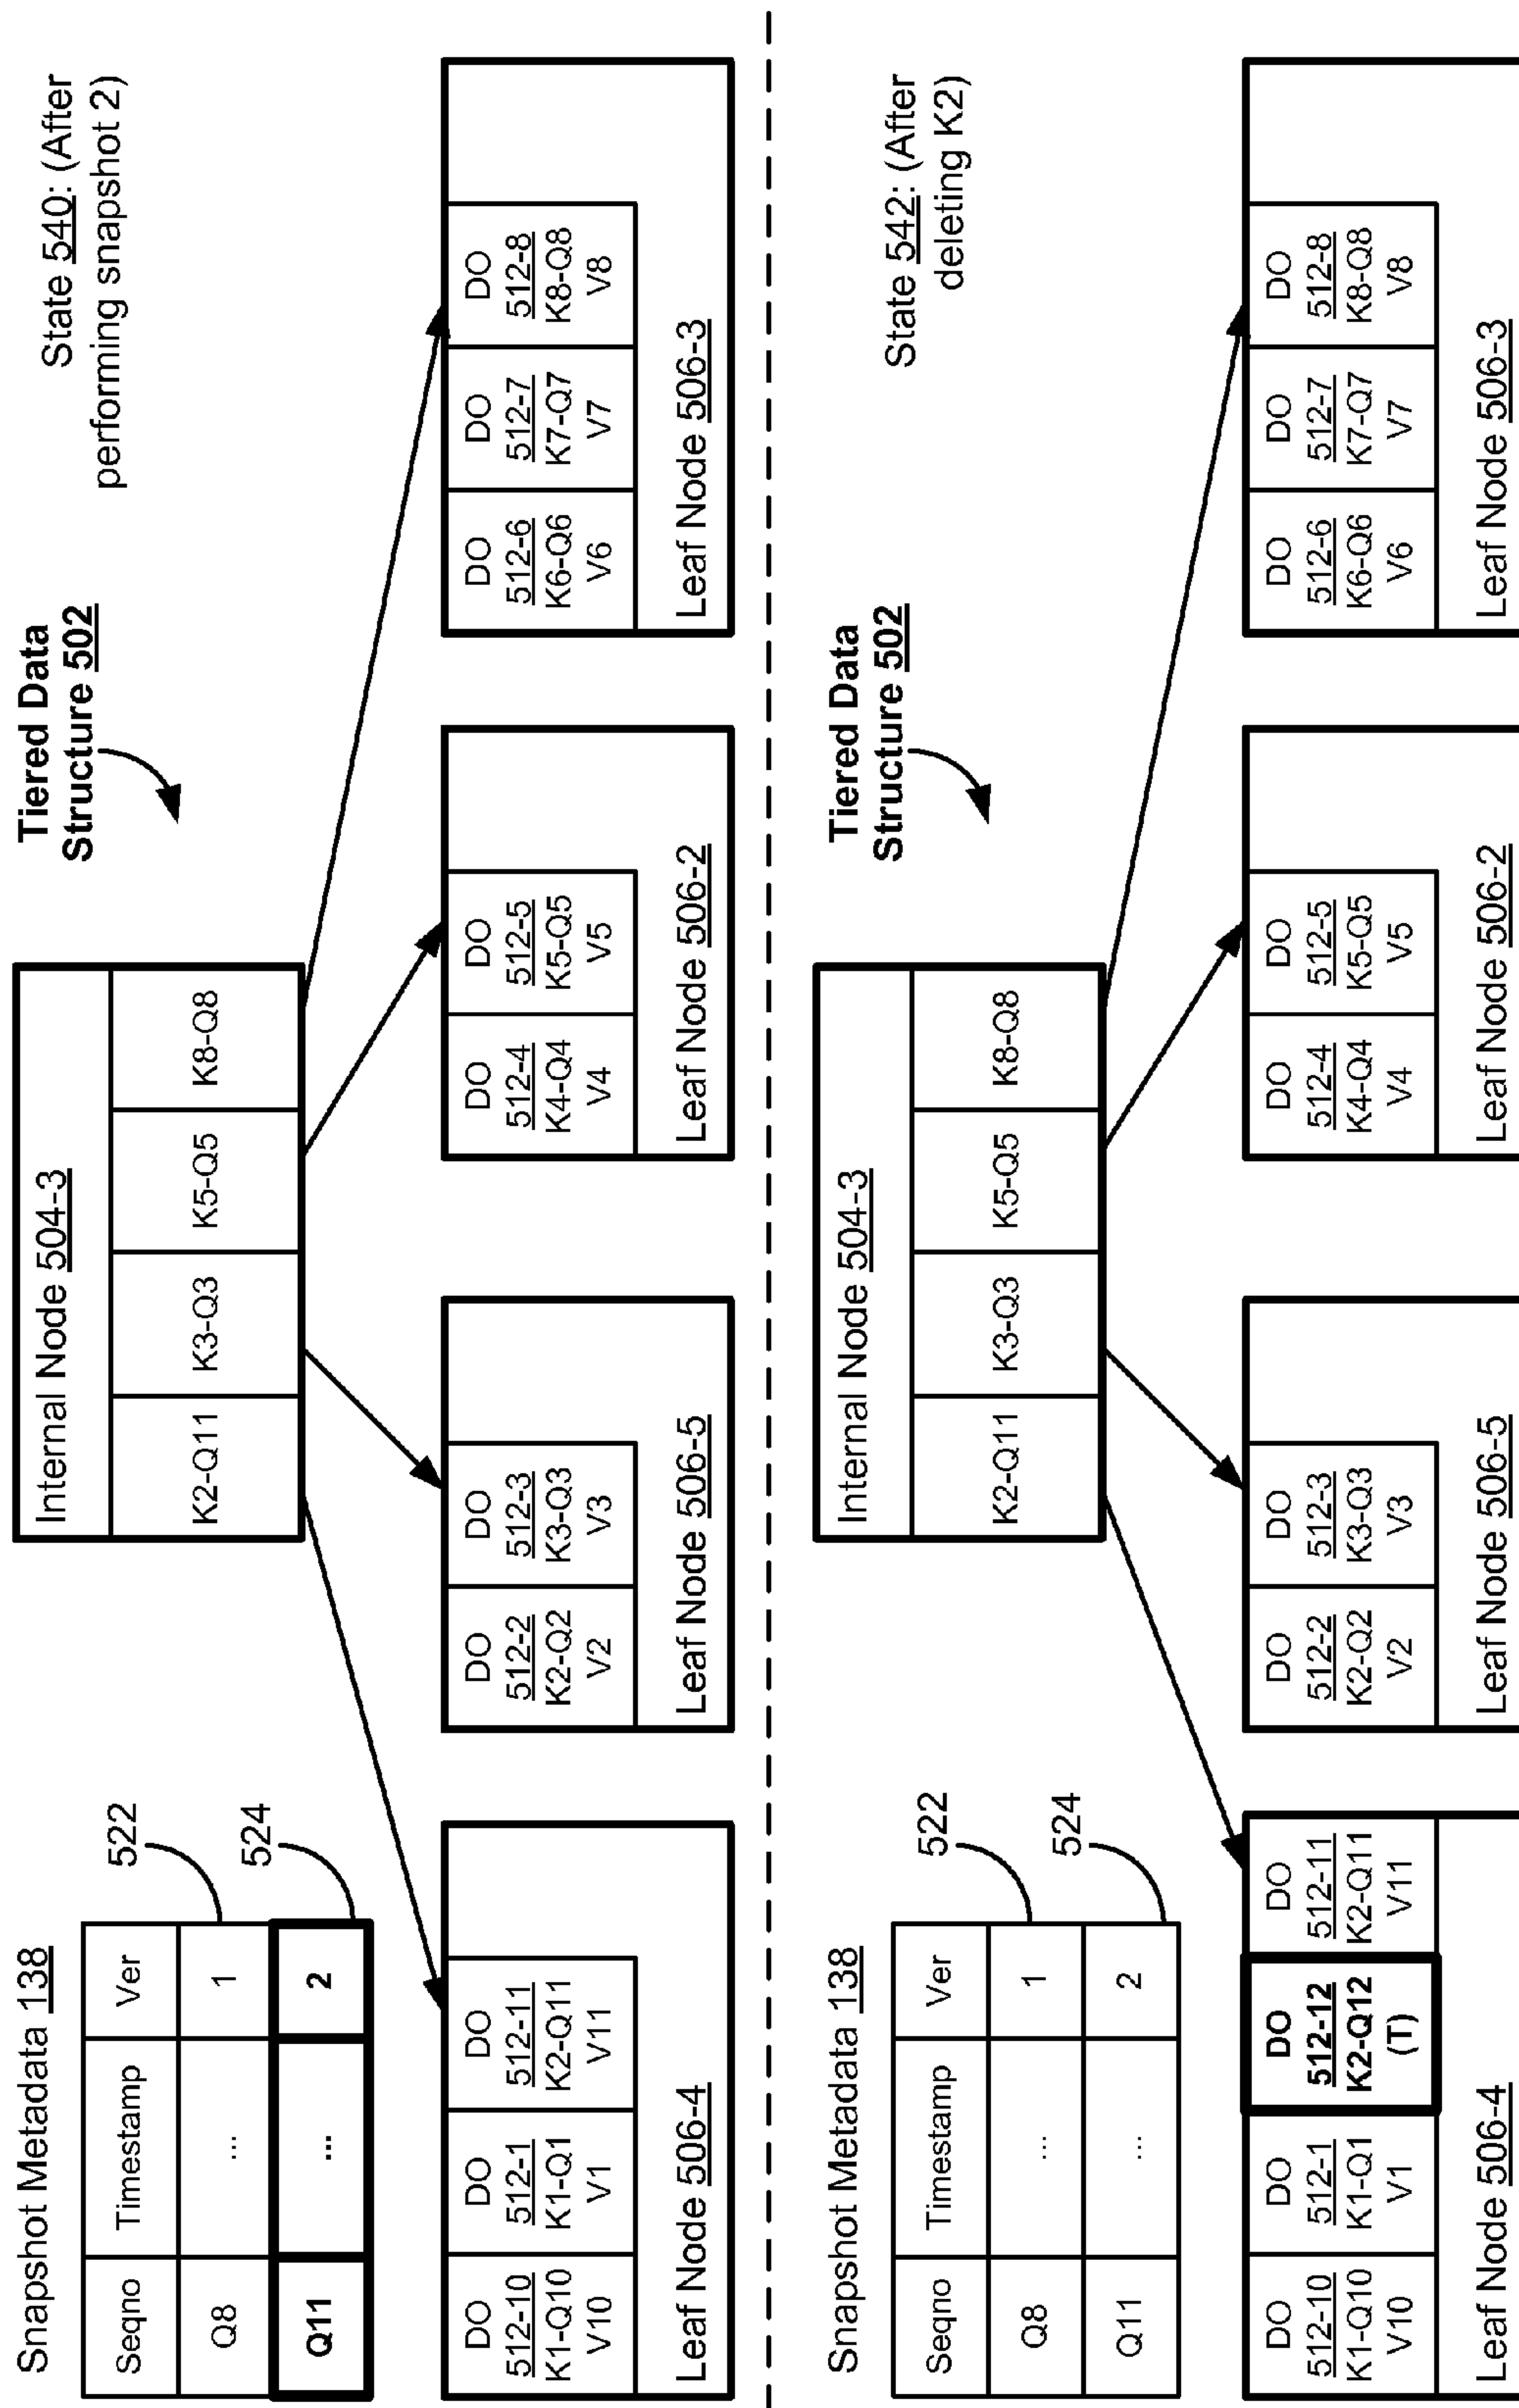 Snapshot Metadata 138
Seqno Timestamp Ver
Q8 ... 1
Q11 ... 2
522
524
Tiered Data
Structure 502
State 540: (After
performing snapshot 2)
Internal Node 504-3
K2-Q11 K3-Q3 K5-Q5 K8-Q8
DO
512-10
K1-Q10
V10
DO
512-1
K1-Q1
V1
DO
512-11
K2-Q11
V11
Leaf Node 506-4
DO
512-2
K2-Q2
V2
DO
512-3
K3-Q3
V3
Leaf Node 506-5
DO
512-4
K4-Q4
V4
DO
512-5
K5-Q5
V5
Leaf Node 506-2
DO
512-6
K6-Q6
V6
DO
512-7
K7-Q7
V7
DO
512-8
K8-Q8
V8
Leaf Node 506-3
Snapshot Metadata 138
Seqno Timestamp Ver
Q8 ... 1
Q11 ... 2
522
524
Tiered Data
Structure 502
State 542: (After
deleting K2)
Internal Node 504-3
K2-Q11 K3-Q3 K5-Q5 K8-Q8
DO
512-10
K1-Q10
V10
DO
512-1
K1-Q1
V1
DO
512-12
K2-Q12
(T)
DO
512-11
K2-Q11
V11
Leaf Node 506-4
DO
512-2
K2-Q2
V2
DO
512-3
K3-Q3
V3
Leaf Node 506-5
DO
512-4
K4-Q4
V4
DO
512-5
K5-Q5
V5
Leaf Node 506-2
DO
512-6
K6-Q6
V6
DO
512-7
K7-Q7
V7
DO
512-8
K8-Q8
V8
Leaf Node 506-3